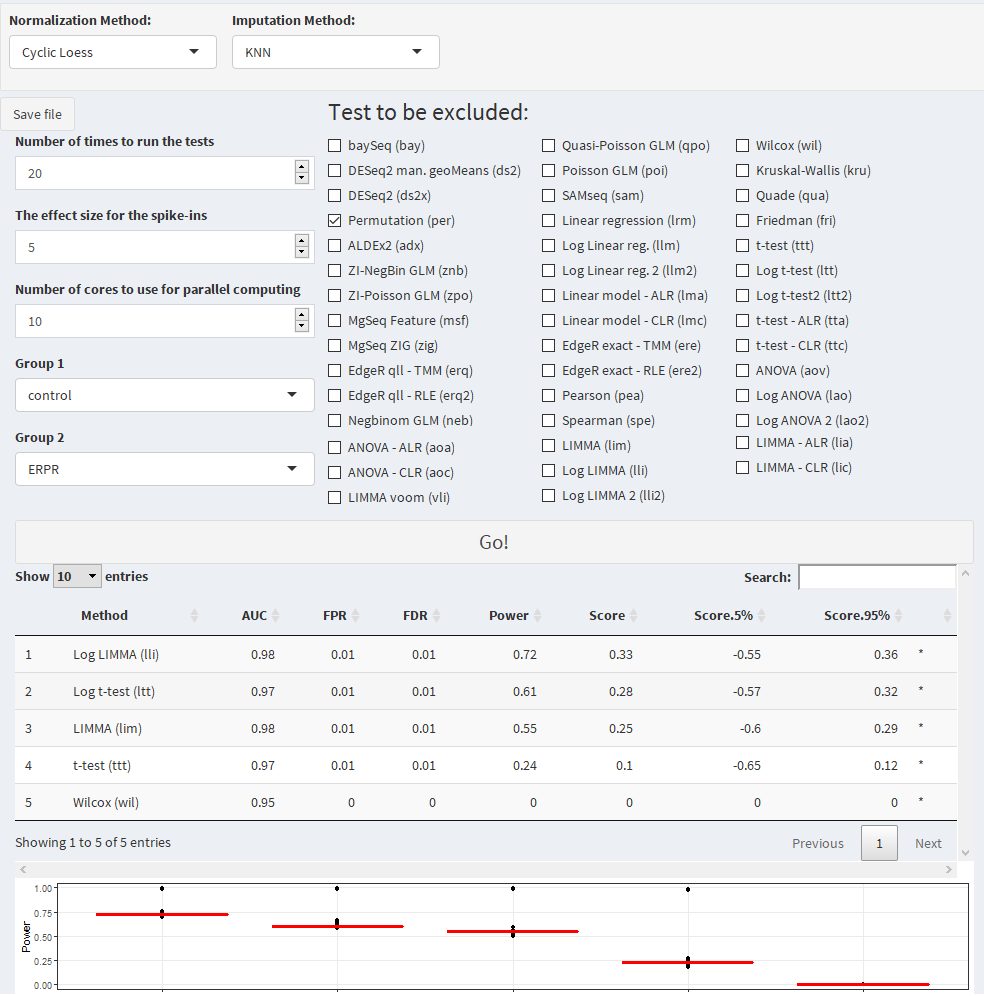 Normalization Method: Imputation Method:
Cyclic Loess KNN
Save file
Test to be excluded:
Number of times to run the tests
20
The effect size for the spike-ins
5
Number of cores to use for parallel computing
10
Group 1
control
Group 2
ERPR
baySeq (bay) Quasi-Poisson GLM (qpo) Wilcox (wil)
DESeq2 man. geoMeans (ds2) Poisson GLM (poi) Kruskal-Wallis (kru)
DESeq2 (ds2x) SAMseq (sam) Quade (qua)
Permutation (per) Linear regression (lrm) Friedman (fri)
ALDEx2 (adx) Log Linear reg. (llm) t-test (ttt)
ZI-NegBin GLM (znb) Log Linear reg. 2 (llm2) Log t-test (ltt)
ZI-Poisson GLM (zpo) Linear model - ALR (lma) Log t-test2 (ltt2)
MgSeq Feature (msf) Linear model - CLR (lmc) t-test - ALR (tta)
MgSeq ZIG (zig) EdgeR exact - TMM (ere) t-test - CLR (ttc)
EdgeR qll - TMM (erq) EdgeR exact - RLE (ere2) ANOVA (aov)
EdgeR qll - RLE (erq2) Pearson (pea) Log ANOVA (lao)
Negbinom GLM (neb) Spearman (spe) Log ANOVA 2 (lao2)
ANOVA - ALR (aoa) LIMMA (lim) LIMMA - ALR (lia)
ANOVA - CLR (aoc) Log LIMMA (lli) LIMMA - CLR (lic)
LIMMA voom (vli) Log LIMMA 2 (lli2)
Go!
Show 10 entries Search:
Method AUC FPR FDR Power Score Score.5% Score.95%
1 Log LIMMA (lli) 0.98 0.01 0.01 0.72 0.33 -0.55 0.36 *
2 Log t-test (ltt) 0.97 0.01 0.01 0.61 0.28 -0.57 0.32 *
3 LIMMA (lim) 0.98 0.01 0.01 0.55 0.25 -0.6 0.29 *
4 t-test (ttt) 0.97 0.01 0.01 0.24 0.1 -0.65 0.12 *
5 Wilcox (wil) 0.95 0 0 0 0 0 0 *
Showing 1 to 5 of 5 entries Previous 1 Next
Power
1.00
0.75
0.50
0.25
0.00